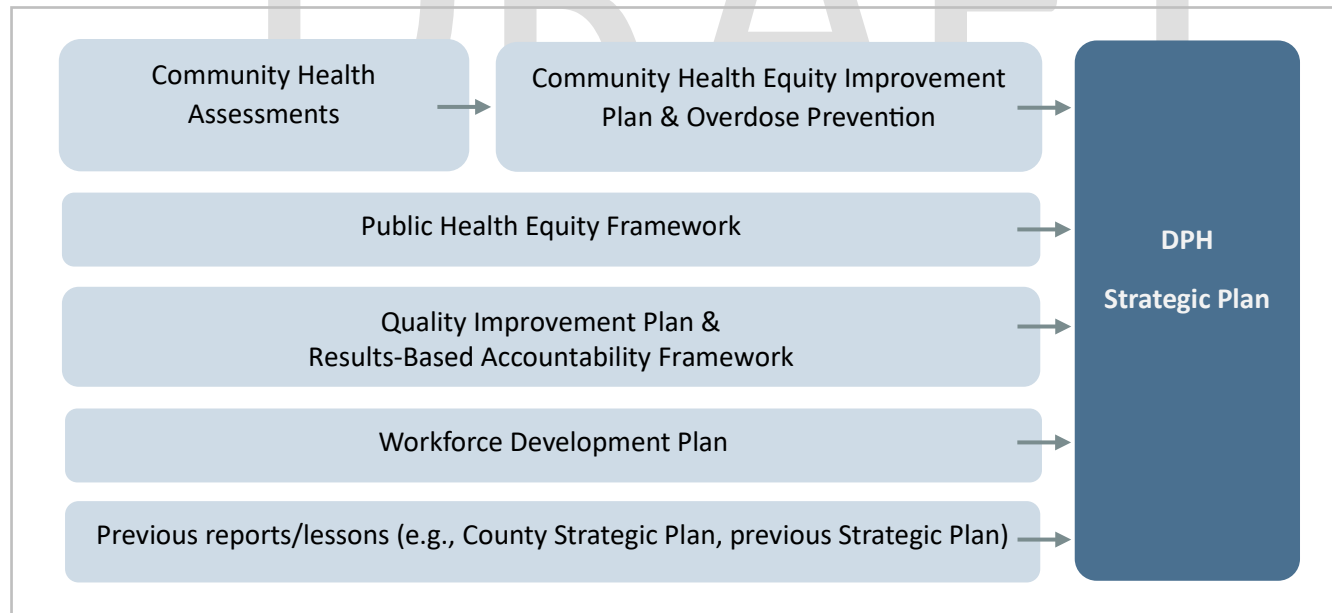 DRAFT
Community Health
Assessments
Community Health Equity Improvement
Plan & Overdose Prevention
Public Health Equity Framework
DPH
Strategic Plan
Quality Improvement Plan &
Results-Based Accountability Framework
Workforce Development Plan
Previous reports/lessons (e.g., County Strategic Plan, previous Strategic Plan)